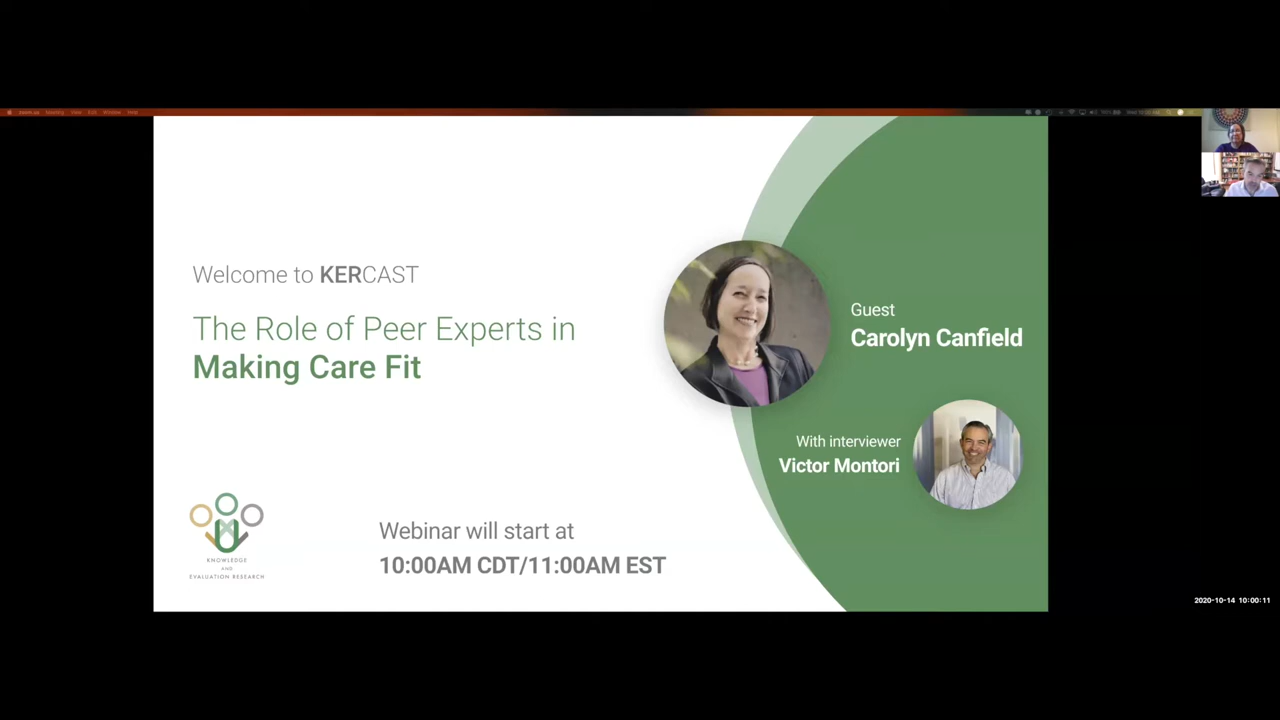 Welcome to KERCAST
The Role of Peer Experts in
Making Care Fit
Guest
Carolyn Canfield
With interviewer
Victor Montori
Webinar will start at
10:00AM CDT/11:00AM EST
KNOWLEDGE
AND
EVALUATION RESEARCH
2020-10-14 10:00:11